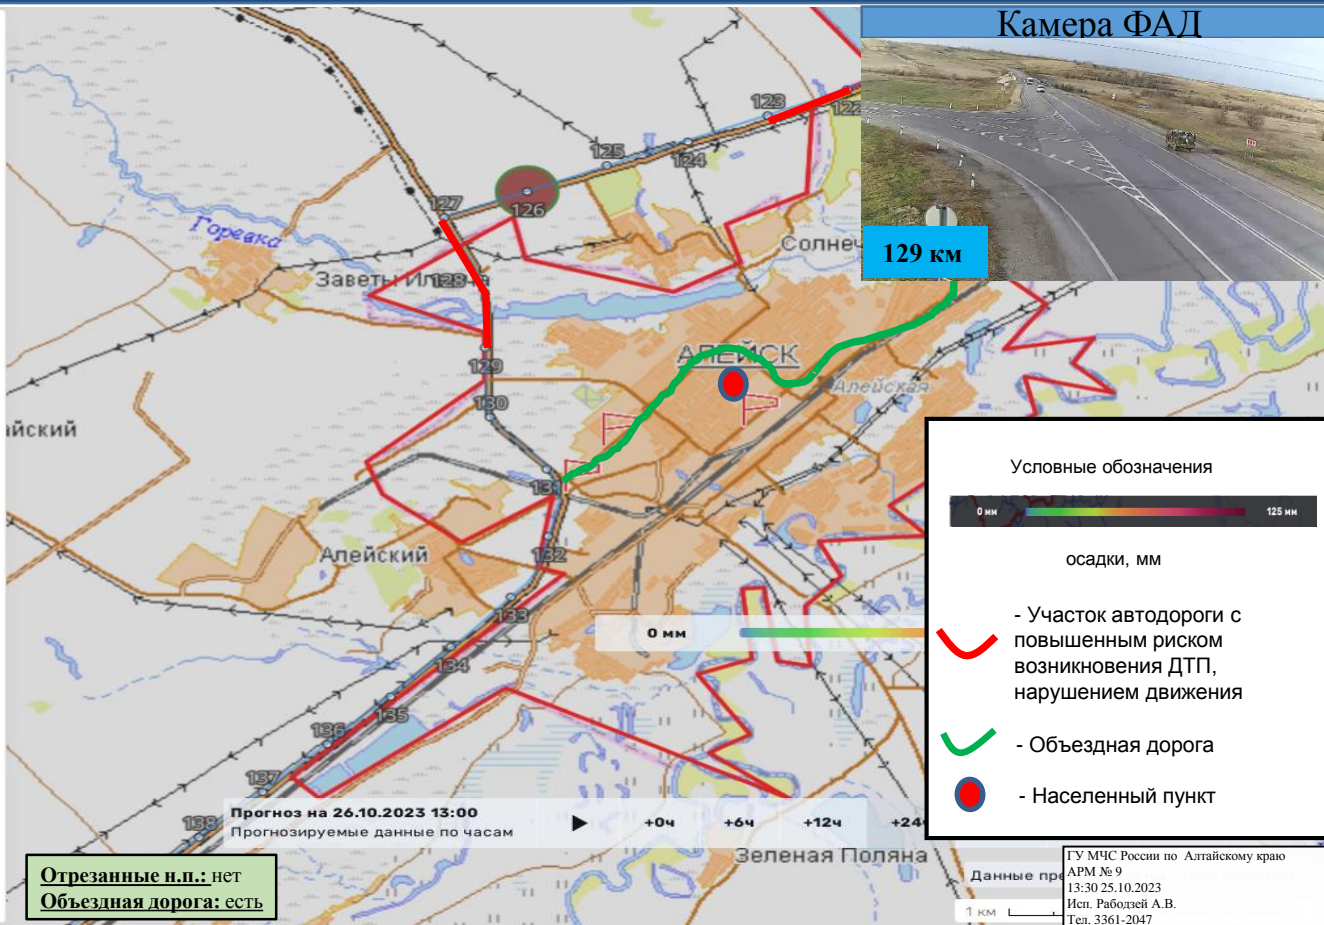 Камера ФАД
129 км
123
122
125
124
127
126
Горевка
Солнеч
Заветы Ильича
128
АЛЕЙСК
129
Алейская
130
йский
131
Алейский
132
133
134
135
136
137
138
0 мм
Условные обозначения
0 мм
125 мм
осадки, мм
- Участок автодороги с
повышенным риском
возникновения ДТП,
нарушением движения
- Объездная дорога
- Населенный пункт
Прогноз на 26.10.2023 13:00
Прогнозируемые данные по часам
+0ч
+6ч
+12ч
+24ч
Зеленая Поляна
Отрезанные н.п.: нет
Объездная дорога: есть
Данные пре
1 км
ГУ МЧС России по Алтайскому краю
АРМ № 9
13:30 25.10.2023
Исп. Рабодзей А.В.
Тел. 3361-2047